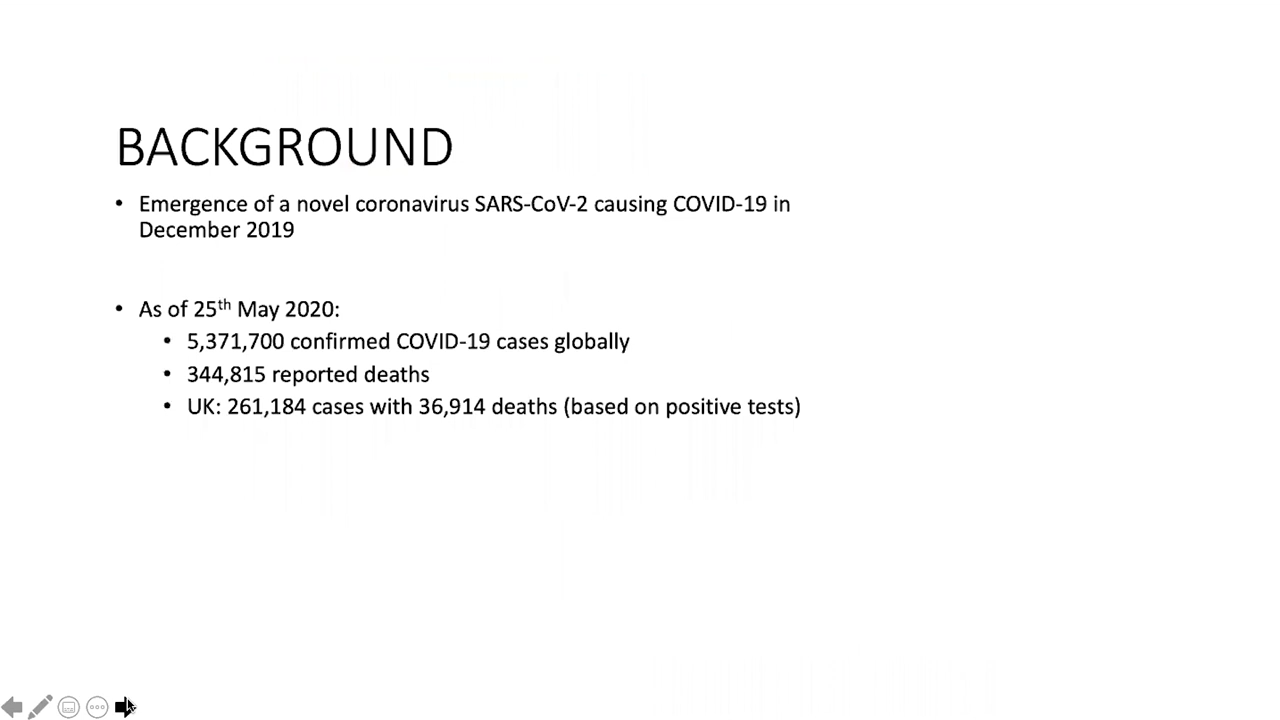 BACKGROUND
• Emergence of a novel coronavirus SARS-CoV-2 causing COVID-19 in
December 2019
• As of 25th May 2020:
• 5,371,700 confirmed COVID-19 cases globally
• 344,815 reported deaths
• UK: 261,184 cases with 36,914 deaths (based on positive tests)